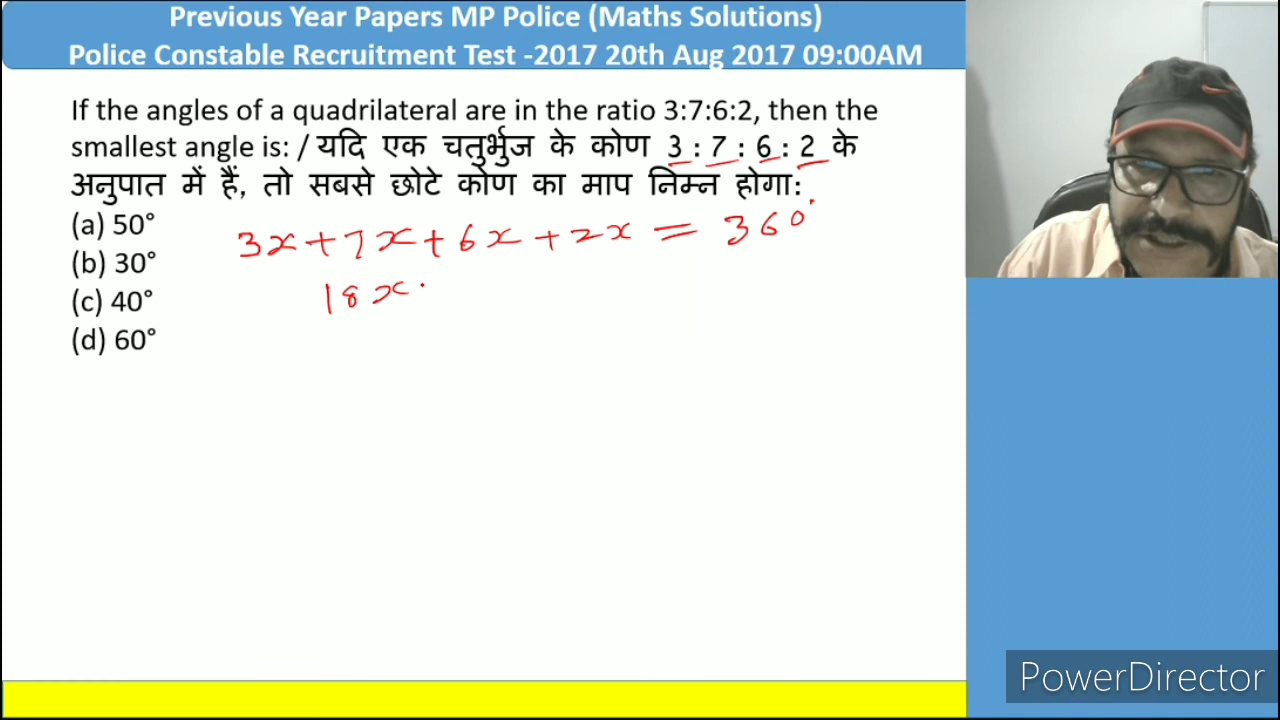 Previous Year Papers MP Police (Maths Solutions)
Police Constable Recruitment Test -2017 20th Aug 2017 09:00AM
If the angles of a quadrilateral are in the ratio 3:7:6:2, then the
smallest angle is: / यदि एक चतुर्भुज के कोण 3 : 7 : 6 : 2 के
अनुपात में हैं, तो सबसे छोटे कोण का माप निम्न होगा:
(a) 50°
(b) 30°
(c) 40°
(d) 60°
3x + 7x + 6x + 2x = 360°
18x
PowerDirector